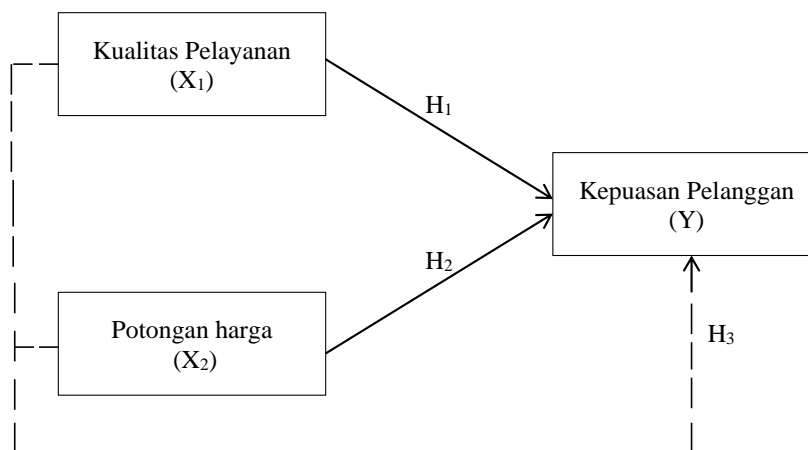 Kualitas Pelayanan
(X₁)
H₁
Kepuasan Pelanggan
(Y)
H₂
Potongan harga
(X₂)
H₃